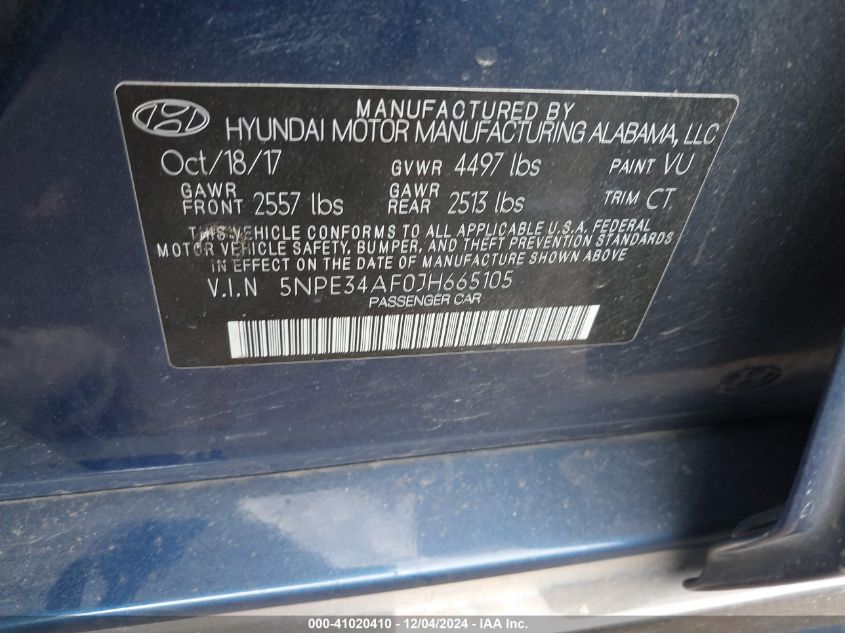 MANUFACTURED BY
HYUNDAI MOTOR MANUFACTURING ALABAMA, LLC
Oct/18/17 GVWR 4497 lbs PAINT VU
GAWR FRONT 2557 lbs GAWR REAR 2513 lbs TRIM CT
THIS VEHICLE CONFORMS TO ALL APPLICABLE U.S.A. FEDERAL
MOTOR VEHICLE SAFETY, BUMPER, AND THEFT PREVENTION STANDARDS
IN EFFECT ON THE DATE OF MANUFACTURE SHOWN ABOVE.
V.I.N 5NPE34AF0JH665105
PASSENGER CAR
000-41020410 - 12/04/2024 - IAA Inc.